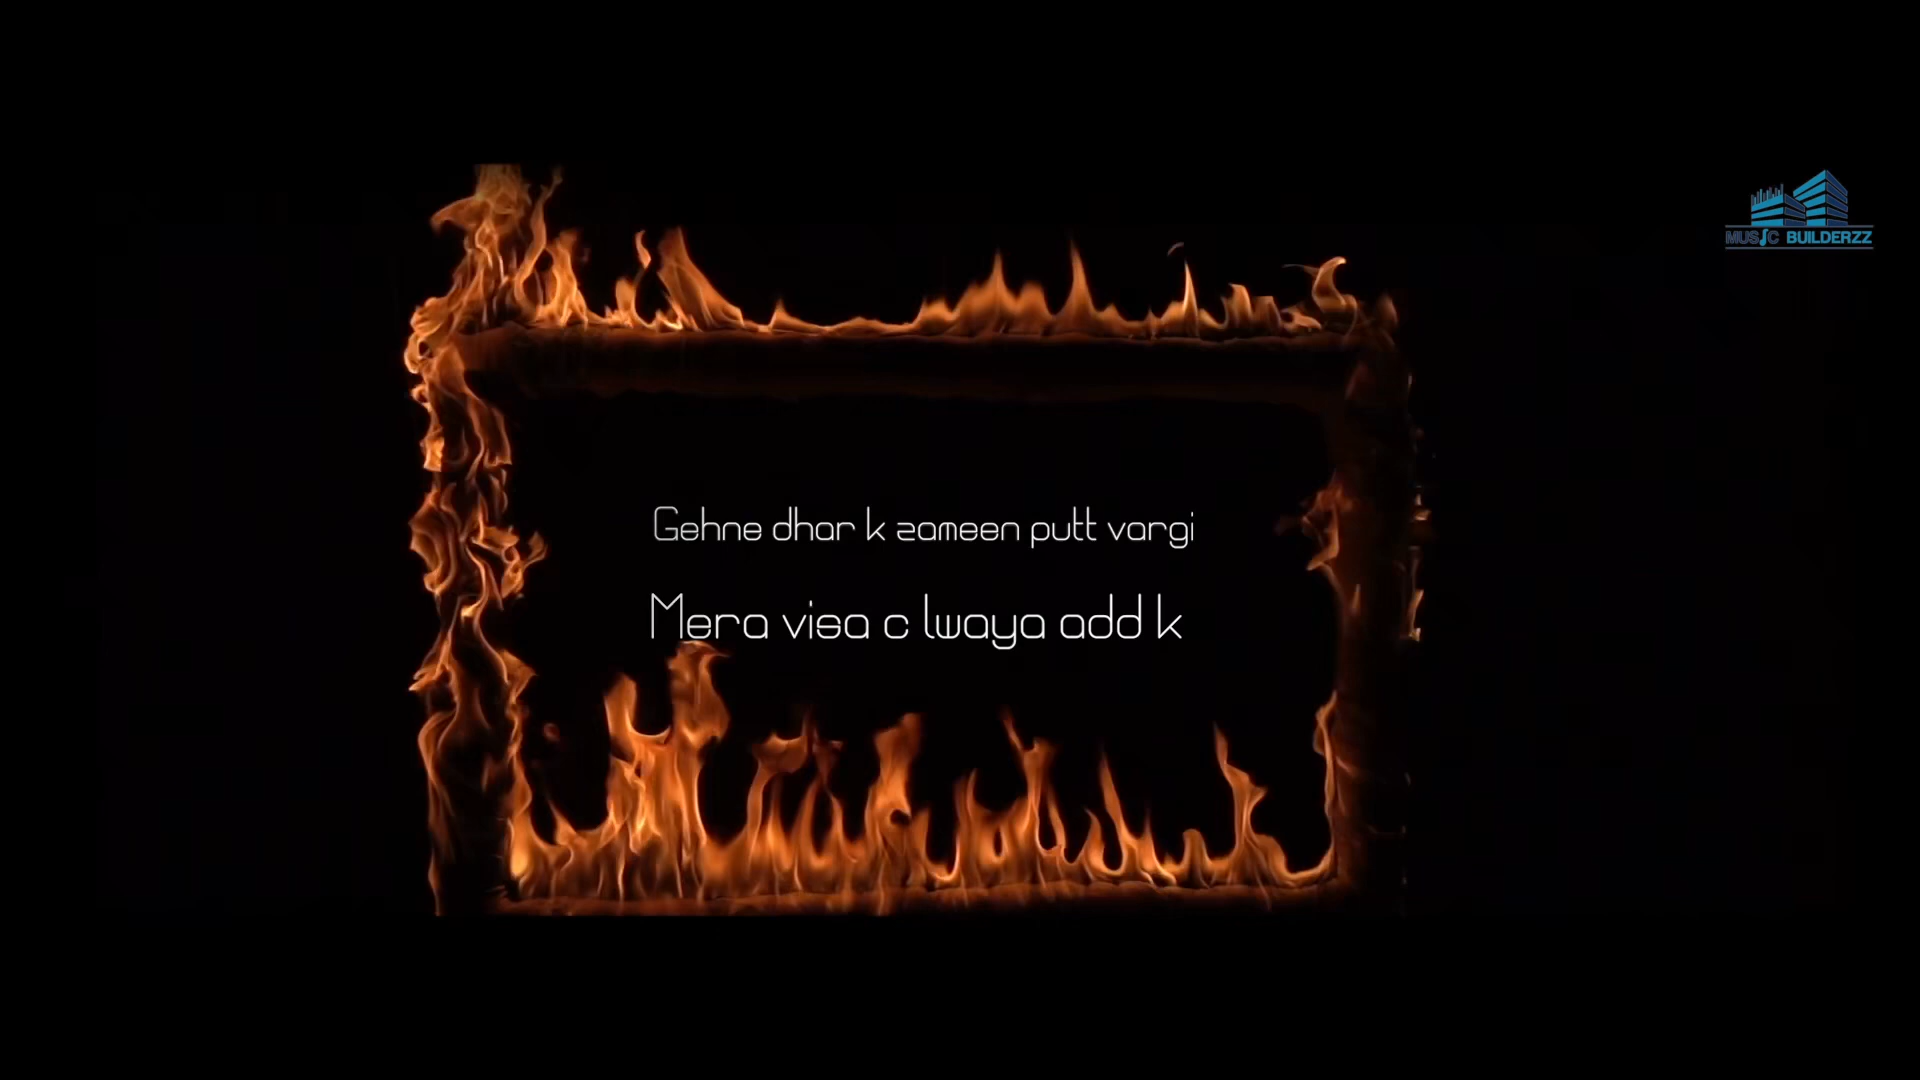 MUSIC BUILDERZZ
Gehne dhar k zameen putt vargi
Mera visa c lwaya add k